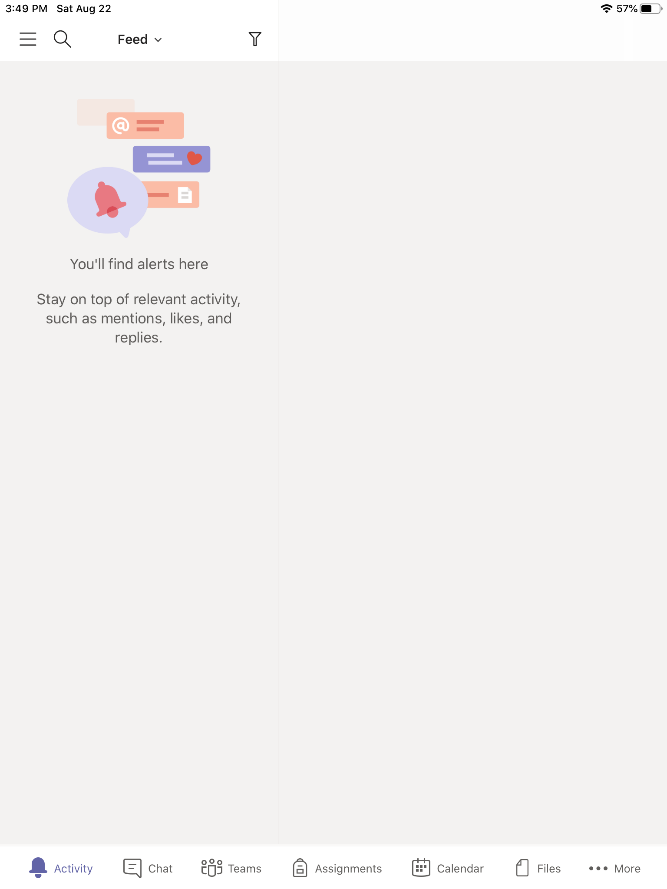 3:49 PM Sat Aug 22 57%
Feed
@
You'll find alerts here
Stay on top of relevant activity,
such as mentions, likes, and
replies.
Activity Chat Teams Assignments Calendar Files More